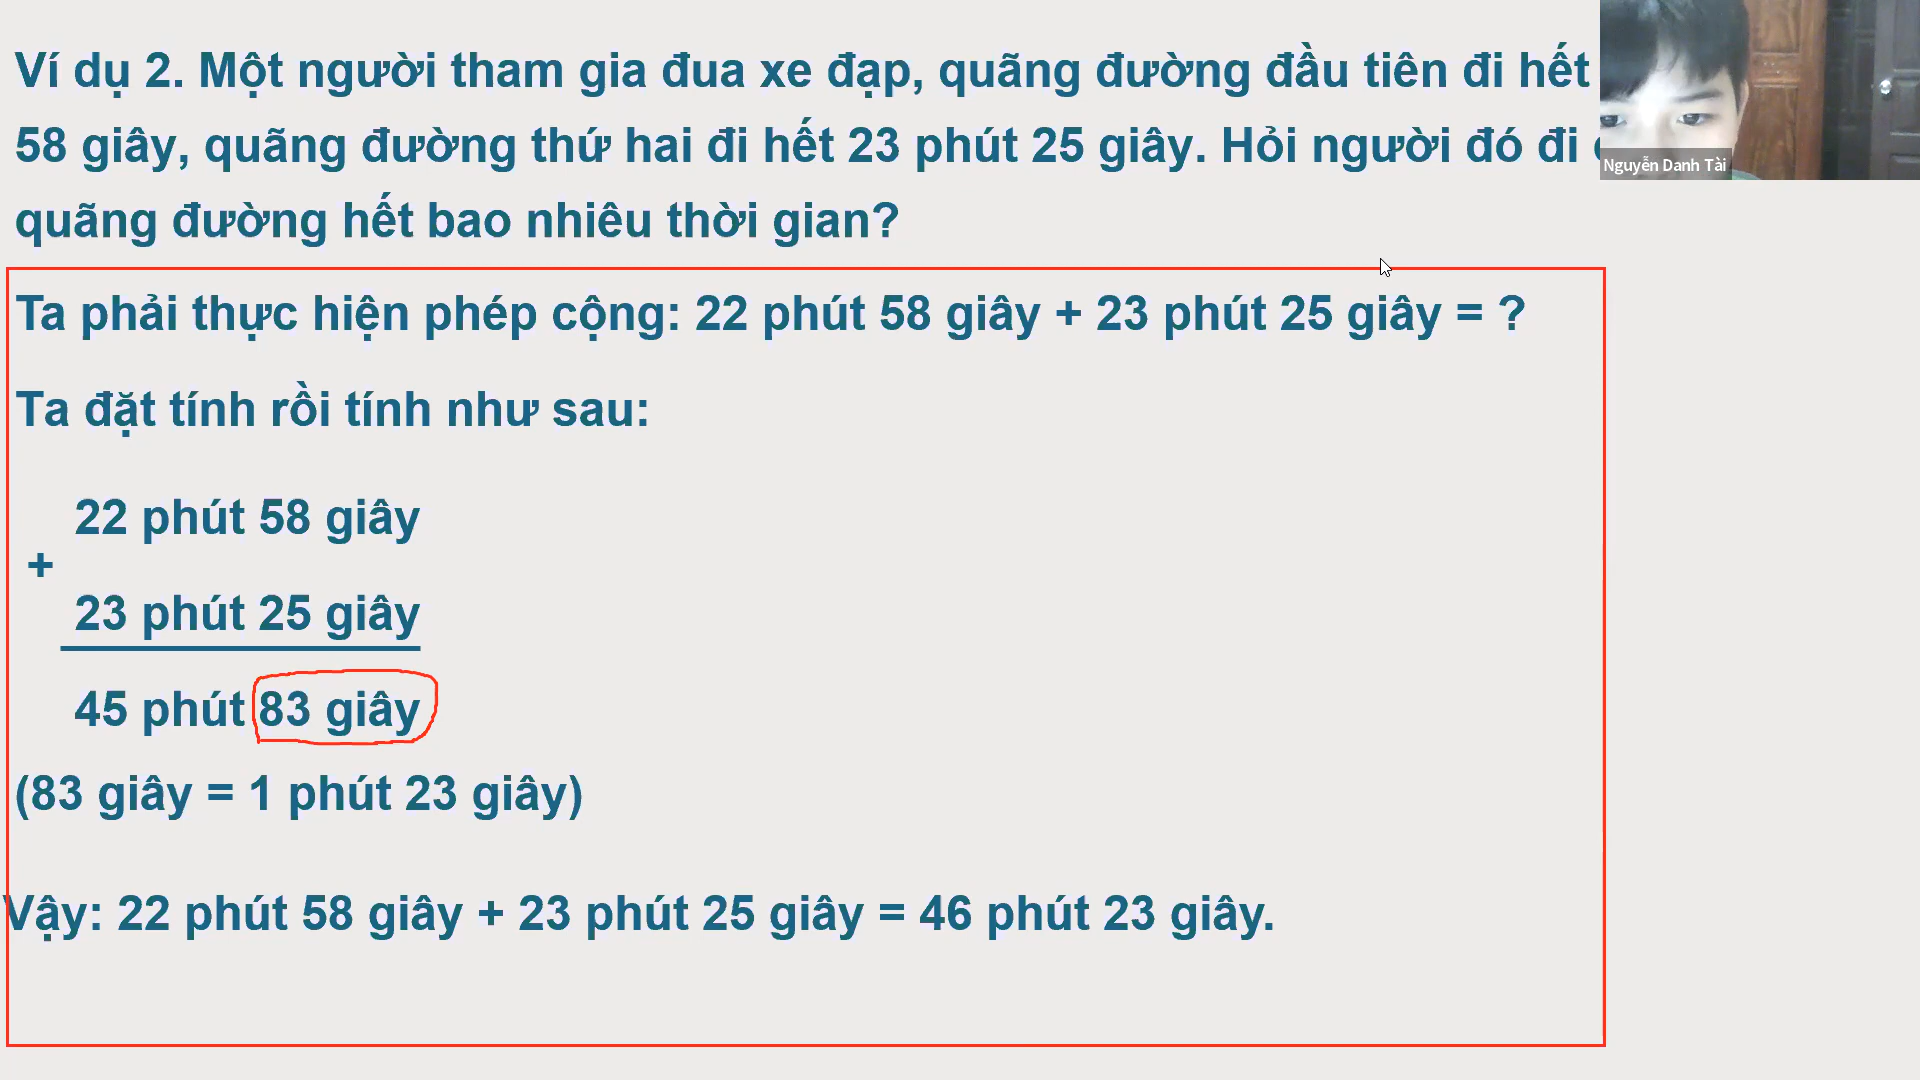 Ví dụ 2. Một người tham gia đua xe đạp, quãng đường đầu tiên đi hết
58 giây, quãng đường thứ hai đi hết 23 phút 25 giây. Hỏi người đó đi
Nguyễn Danh Tài
quãng đường hết bao nhiêu thời gian?
Ta phải thực hiện phép cộng: 22 phút 58 giây + 23 phút 25 giây = ?
Ta đặt tính rồi tính như sau:
22 phút 58 giây
+
23 phút 25 giây
45 phút 83 giây
(83 giây = 1 phút 23 giây)
Vậy: 22 phút 58 giây + 23 phút 25 giây = 46 phút 23 giây.